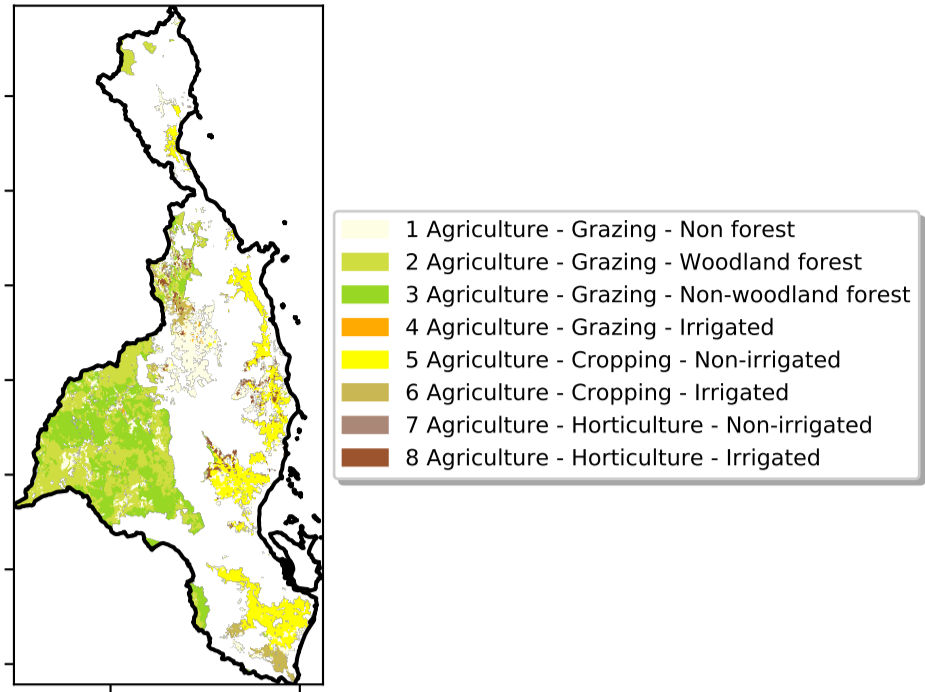 1 Agriculture - Grazing - Non forest
2 Agriculture - Grazing - Woodland forest
3 Agriculture - Grazing - Non-woodland forest
4 Agriculture - Grazing - Irrigated
5 Agriculture - Cropping - Non-irrigated
6 Agriculture - Cropping - Irrigated
7 Agriculture - Horticulture - Non-irrigated
8 Agriculture - Horticulture - Irrigated